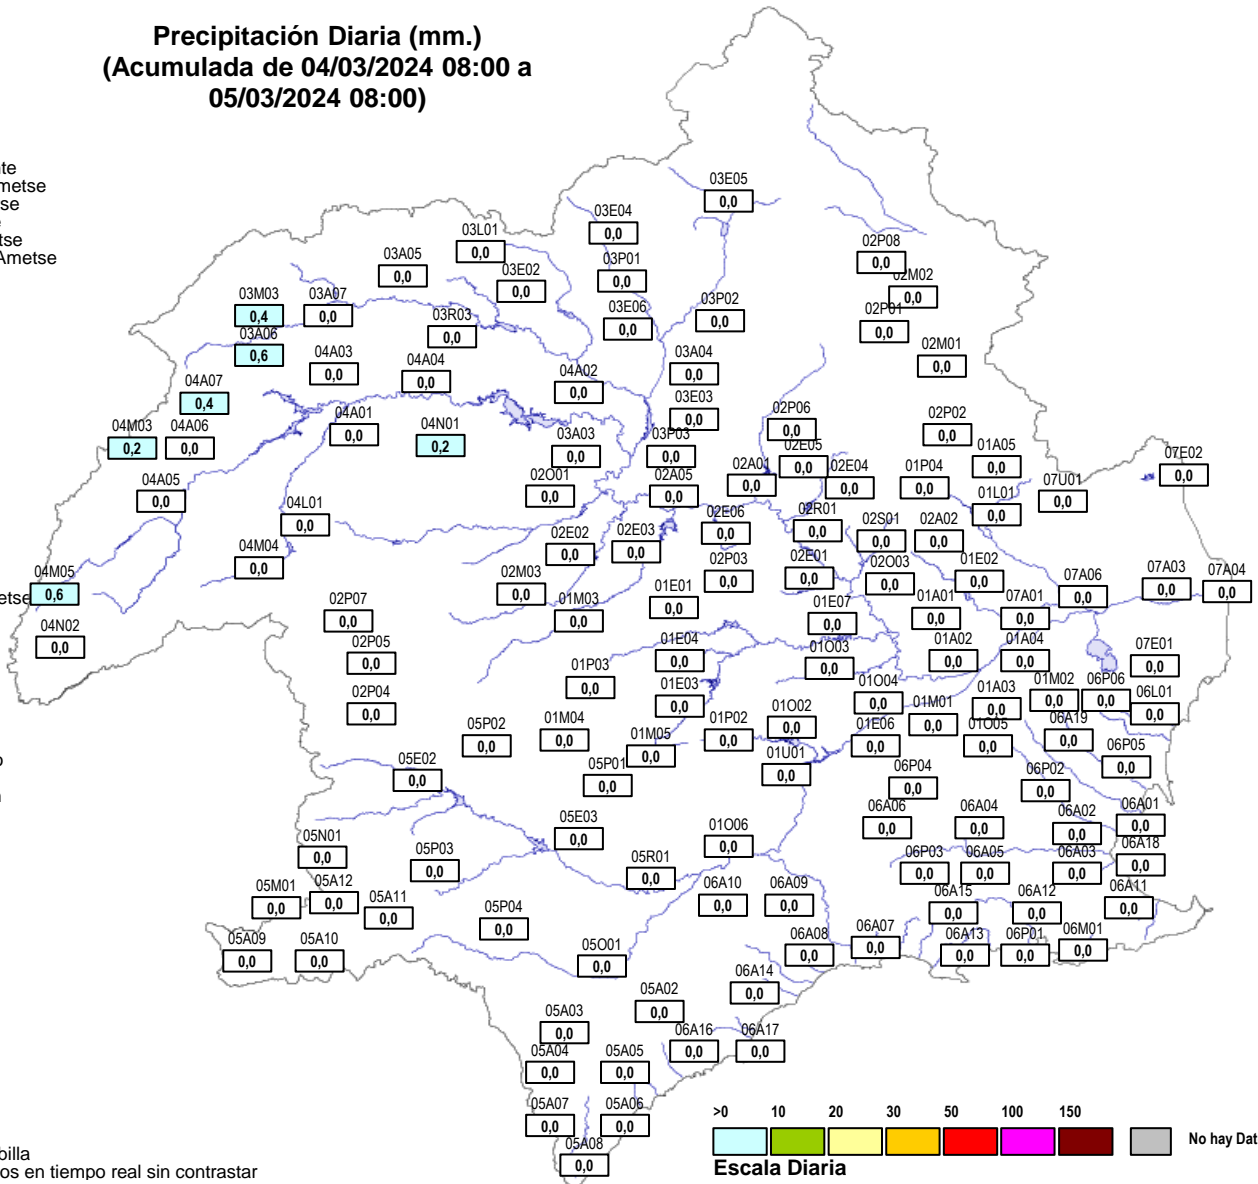 Precipitación Diaria (mm.)
(Acumulada de 04/03/2024 08:00 a
05/03/2024 08:00)
03E05
0,0
03E04
0,0
03L01
0,0
03A05
0,0
03E02
0,0
03P01
0,0
02P08
0,0
02M02
0,0
03M03
0,4
03A07
0,0
03R03
0,0
03E06
0,0
03P02
0,0
02P01
0,0
03A06
0,6
04A03
0,0
04A04
0,0
04A02
0,0
03A04
0,0
02M01
0,0
04A07
0,4
03E03
0,0
04M03
0,2
04A06
0,0
04A01
0,0
04N01
0,2
03A03
0,0
03P03
0,0
02P06
0,0
02P02
0,0
02E05
0,0
01A05
0,0
07E02
0,0
04A05
0,0
02O01
0,0
02A05
0,0
02A01
0,0
02E04
0,0
01P04
0,0
07U01
0,0
04L01
0,0
01L01
0,0
02E06
0,0
02R01
0,0
02S01
0,0
02A02
0,0
04M04
0,0
02E02
0,0
02E03
0,0
04M05
0,6
02M03
0,0
02P03
0,0
02E01
0,0
02O03
0,0
01E02
0,0
07A06
0,0
07A03
0,0
07A04
0,0
etse
04N02
0,0
02P07
0,0
01M03
0,0
01E01
0,0
01E07
0,0
01A01
0,0
07A01
0,0
02P05
0,0
01E04
0,0
01O03
0,0
01A02
0,0
01A04
0,0
07E01
0,0
02P04
0,0
01P03
0,0
01E03
0,0
01O04
0,0
01A03
0,0
01M02
0,0
06P06
0,0
06L01
0,0
05P02
0,0
01M04
0,0
01M05
0,0
01P02
0,0
01O02
0,0
01E06
0,0
01M01
0,0
01O05
0,0
06A19
0,0
06P05
0,0
05E02
0,0
05P01
0,0
01U01
0,0
06P04
0,0
06P02
0,0
05E03
0,0
01O06
0,0
06A06
0,0
06A04
0,0
06A02
0,0
06A01
0,0
05N01
0,0
05P03
0,0
05R01
0,0
06P03
0,0
06A05
0,0
06A03
0,0
06A18
0,0
05M01
0,0
05A12
0,0
05A11
0,0
06A10
0,0
06A09
0,0
06A15
0,0
06A12
0,0
06A11
0,0
05A09
0,0
05A10
0,0
05P04
0,0
05O01
0,0
06A08
0,0
06A07
0,0
06A13
0,0
06P01
0,0
06M01
0,0
05A02
0,0
06A14
0,0
05A03
0,0
06A16
0,0
06A17
0,0
05A04
0,0
05A05
0,0
05A07
0,0
05A06
0,0
05A08
0,0
>0 10 20 30 50 100 150
No hay Dat
Escala Diaria
te
metse
se
tse
Ametse
billa
os en tiempo real sin contrastar